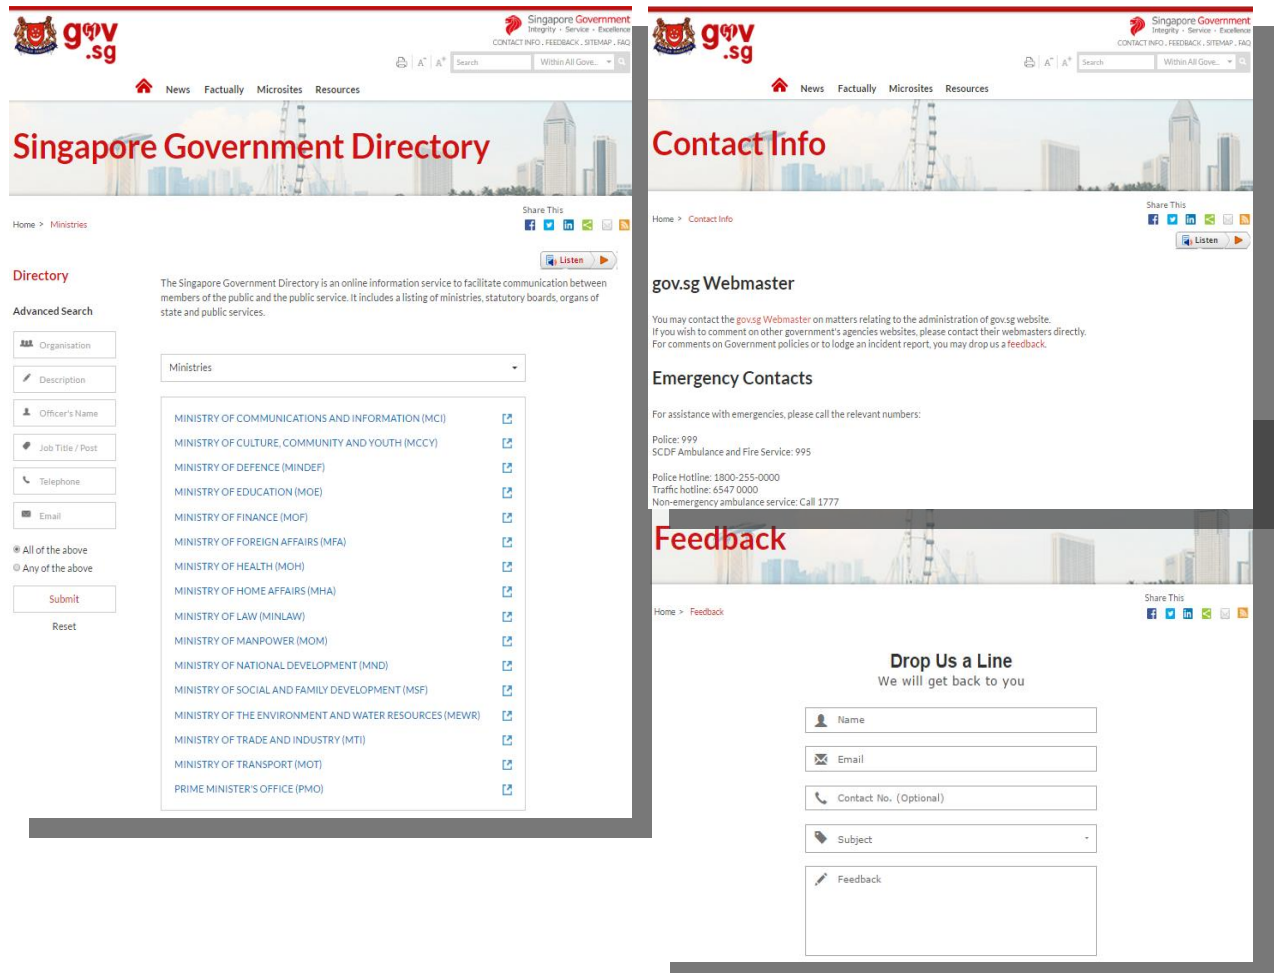 gov
.sg
Singapore Government
Integrity · Service · Excellence
CONTACT INFO . FEEDBACK . SITEMAP . FAQ
A- A+ Search Within All Gove...
News Factually Microsites Resources
Singapore Government Directory
Share This
Home > Ministries
Listen
Directory
Advanced Search
Organisation
Description
Officer's Name
Job Title / Post
Telephone
Email
All of the above
Any of the above
Submit
Reset
The Singapore Government Directory is an online information service to facilitate communication between
members of the public and the public service. It includes a listing of ministries, statutory boards, organs of
state and public services.
Ministries
MINISTRY OF COMMUNICATIONS AND INFORMATION (MCI)
MINISTRY OF CULTURE, COMMUNITY AND YOUTH (MCCY)
MINISTRY OF DEFENCE (MINDEF)
MINISTRY OF EDUCATION (MOE)
MINISTRY OF FINANCE (MOF)
MINISTRY OF FOREIGN AFFAIRS (MFA)
MINISTRY OF HEALTH (MOH)
MINISTRY OF HOME AFFAIRS (MHA)
MINISTRY OF LAW (MINLAW)
MINISTRY OF MANPOWER (MOM)
MINISTRY OF NATIONAL DEVELOPMENT (MND)
MINISTRY OF SOCIAL AND FAMILY DEVELOPMENT (MSF)
MINISTRY OF THE ENVIRONMENT AND WATER RESOURCES (MEWR)
MINISTRY OF TRADE AND INDUSTRY (MTI)
MINISTRY OF TRANSPORT (MOT)
PRIME MINISTER'S OFFICE (PMO)
gov
.sg
Singapore Government
Integrity · Service · Excellence
CONTACT INFO . FEEDBACK . SITEMAP . FAQ
A- A+ Search Within All Gove...
News Factually Microsites Resources
Contact Info
Share This
Home > Contact Info
Listen
gov.sg Webmaster
You may contact the gov.sg Webmaster on matters relating to the administration of gov.sg website.
If you wish to comment on other government's agencies websites, please contact their webmasters directly.
For comments on Government policies or to lodge an incident report, you may drop us a feedback.
Emergency Contacts
For assistance with emergencies, please call the relevant numbers:
Police: 999
SCDF Ambulance and Fire Service: 995
Police Hotline: 1800-255-0000
Traffic hotline: 6547 0000
Non-emergency ambulance service: Call 1777
Feedback
Share This
Home > Feedback
Drop Us a Line
We will get back to you
Name
Email
Contact No. (Optional)
Subject
Feedback